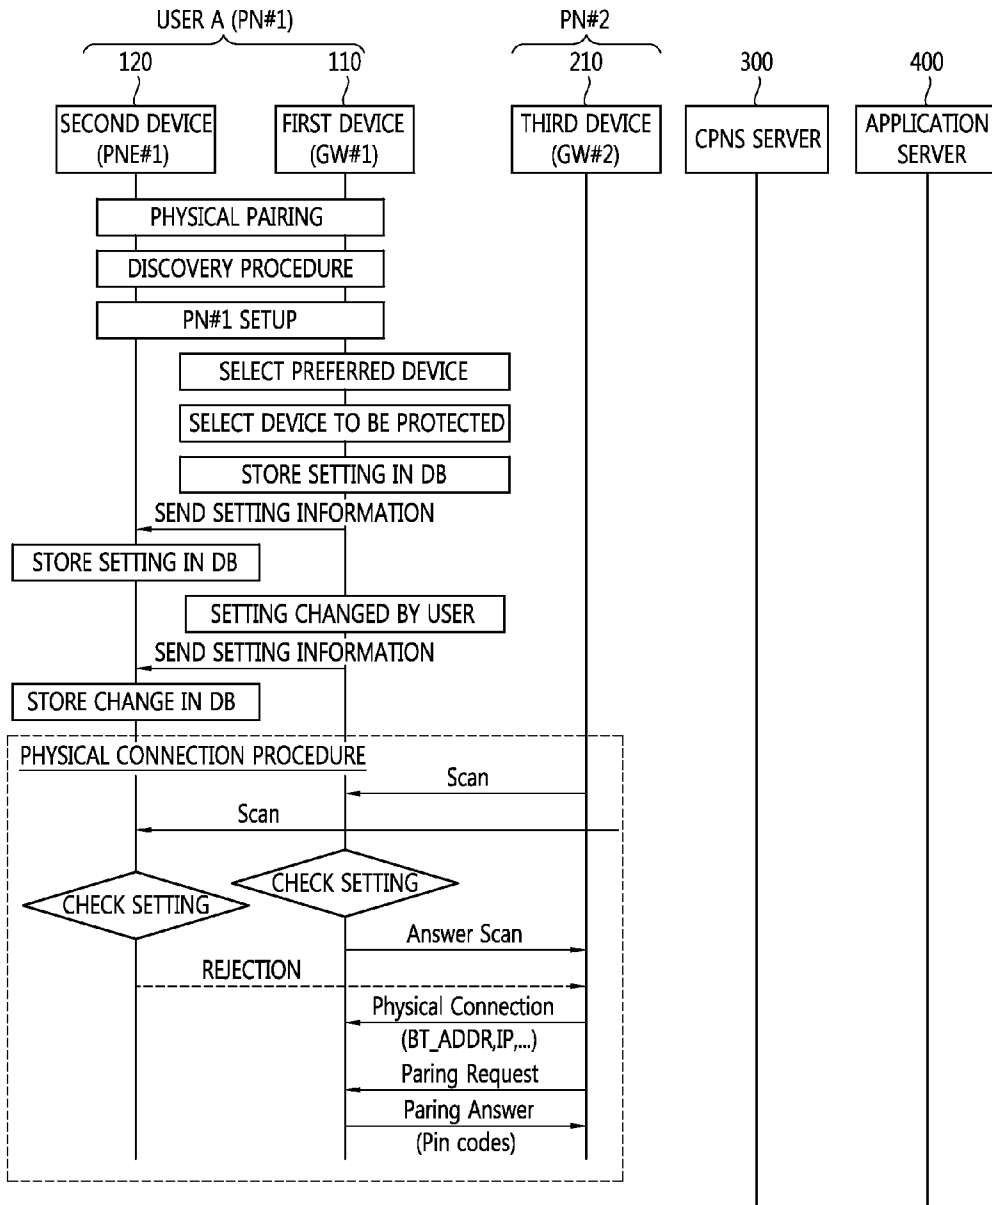 USER A (PN#1)
PN#2
120
110
210
300
400
SECOND DEVICE
(PNE#1)
FIRST DEVICE
(GW#1)
THIRD DEVICE
(GW#2)
CPNS SERVER
APPLICATION
SERVER
PHYSICAL PAIRING
DISCOVERY PROCEDURE
PN#1 SETUP
SELECT PREFERRED DEVICE
SELECT DEVICE TO BE PROTECTED
STORE SETTING IN DB
SEND SETTING INFORMATION
STORE SETTING IN DB
SETTING CHANGED BY USER
SEND SETTING INFORMATION
STORE CHANGE IN DB
PHYSICAL CONNECTION PROCEDURE
Scan
Scan
CHECK SETTING
CHECK SETTING
Answer Scan
REJECTION
Physical Connection
(BT_ADDR,IP,...)
Paring Request
Paring Answer
(Pin codes)